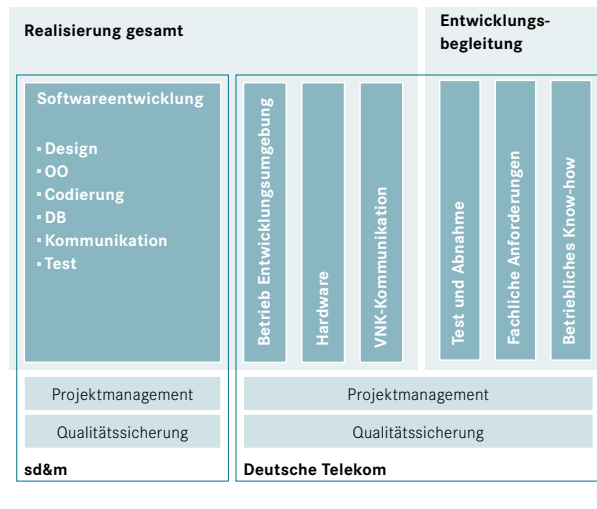 Realisierung gesamt
Entwicklungs-
begleitung
Softwareentwicklung
▪ Design
▪ OO
▪ Codierung
▪ DB
▪ Kommunikation
▪ Test
Betrieb Entwicklungsumgebung
Hardware
VNK-Kommunikation
Test und Abnahme
Fachliche Anforderungen
Betriebliches Know-how
Projektmanagement
Qualitätssicherung
sd&m
Projektmanagement
Qualitätssicherung
Deutsche Telekom